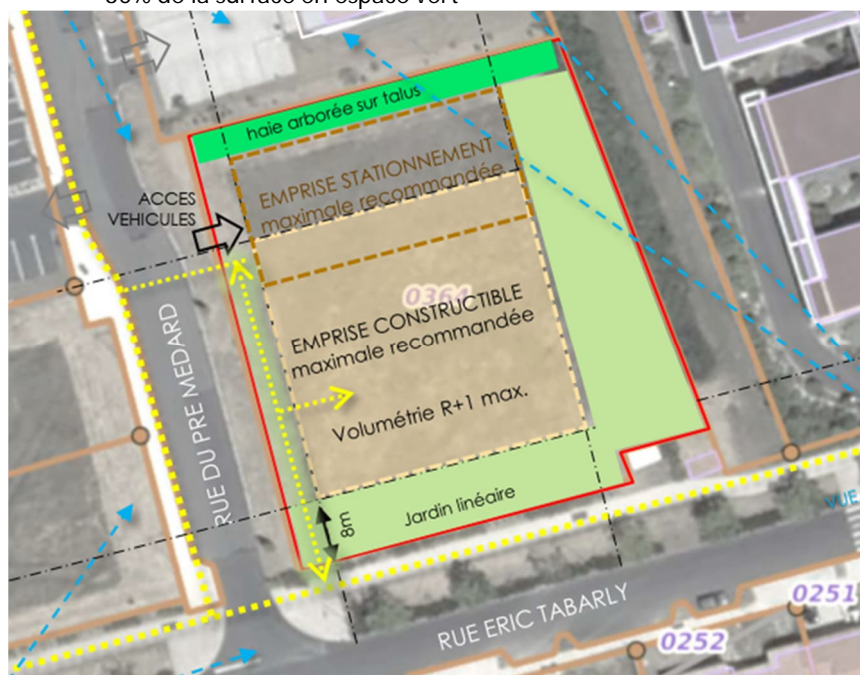 haie arborée sur talus
EMPRISE STATIONNEMENT
maximale recommandée
ACCES
VEHICULES
0364
EMPRISE CONSTRUCTIBLE
maximale recommandée
Volumétrie R+1 max.
RUE DU PRE MEDARD
8m
Jardin linéaire
VUE
RUE ERIC TABARLY
0251
0252